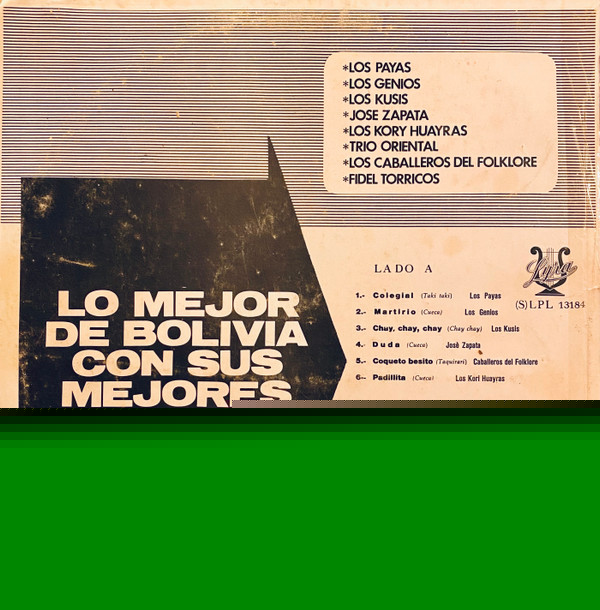 *LOS PAYAS
*LOS GENIOS
*LOS KUSIS
*JOSE ZAPATA
*LOS KORY HUAYRAS
*TRIO ORIENTAL
*LOS CABALLEROS DEL FOLKLORE
*FIDEL TORRICOS
LADO A
Lyra
(S) LPL 13184
1.- Colegial (Taki taki) Los Payas
2.- Martirio (Cueca) Los Genios
3.- Chuy, chay, chay (Chay chay) Los Kusis
4.- Duda (Cueca) José Zapata
5.- Coqueto besito (Taquirari) Caballeros del Folklore
6.- Padillita (Cueca) Los Kori Huayras
LO MEJOR
DE BOLIVIA
CON SUS
MEJORES